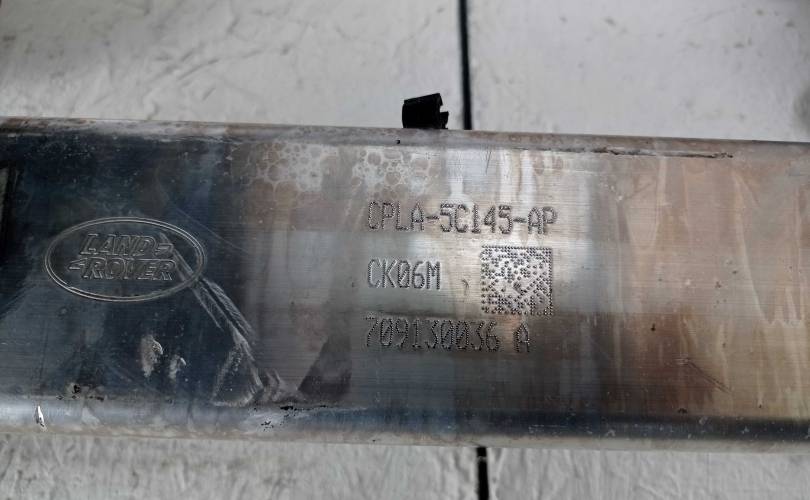 LAND-
-ROVER
CPLA-5C145-AP
CK06M
709130036 A